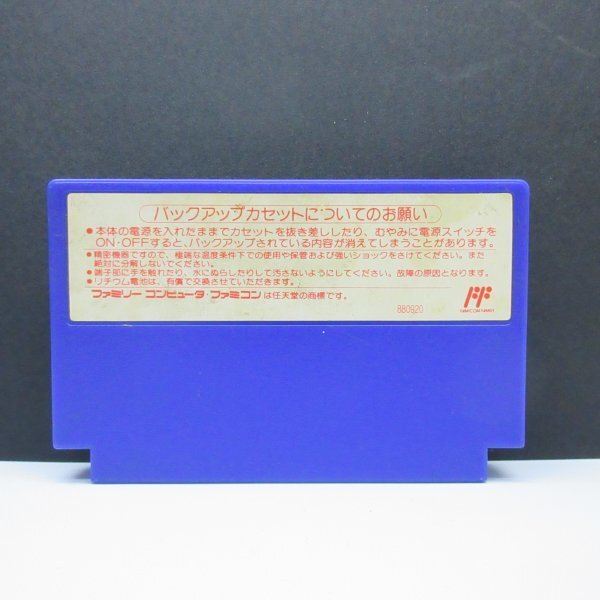 バックアップカセットについてのお願い
●本体の電源を入れたままでカセットを抜き差ししたり、むやみに電源スイッチを
ON・OFFすると、バックアップされている内容が消えてしまうことがあります。
●精密機器ですので、極端な温度条件下での使用や保管および強いショックをさけてください。また
絶対に分解しないでください。
●端子部に手を触れたり、水にぬらしたりして汚さないようにしてください。故障の原因となります。
●リチウム電池は、有償で交換させていただきます。
ファミリーコンピュータ・ファミコンは任天堂の商標です。
880920
FAMICOM FAMILY